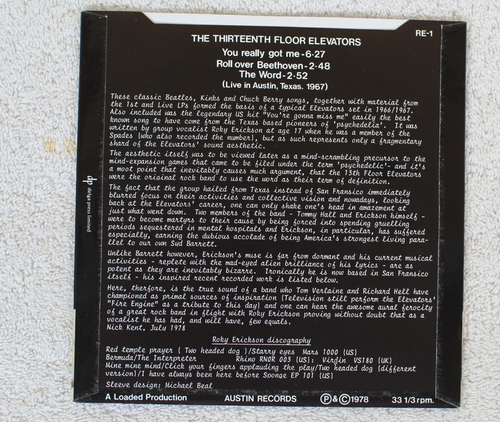 RE-1
THE THIRTEENTH FLOOR ELEVATORS
You really got me - 6·27
Roll over Beethoven - 2·48
The Word - 2·52
(Live in Austin, Texas. 1967)
These classic Beatles, Kinks and Chuck Berry songs, together with material from
the 1st and Live LPs formed the basis of a typical Elevators set in 1966/1967.
Also included was the legendary US hit "You're gonna miss me" easily the best
known song to have come from the Texas based pioneers of 'psychedelia'. It was
written by group vocalist Roky Erickson at age 17 when he was a member of the
Spades (who also recorded the number), but as such represents only a fragmentary
shard of the Elevators' sound aesthetic.
The aesthetic itself was to be viewed later as a mind-scrambling precursor to the
mind-expansion games that came to be filed under the term 'psychedelic'- and it's
a moot point that inevitably causes much argument, that the 13th Floor Elevators
were the original rock band to use the word as their term of definition.
The fact that the group hailed from Texas instead of San Fransico immediately
blurred focus on their activities and collective vision and nowadays, looking
back at the Elevators' career, one can only shake one's head in amazement at
just what went down. Two members of the band - Tommy Hall and Erickson himself -
were to become martyrs to their cause by being forced into spending gruelling
periods sequestered in mental hospitals and Erickson, in particular, has suffered
especially, earning the dubious accolade of being America's strongest living para-
llel to our own Syd Barrett.
Unlike Barrett however, Erickson's muse is far from dormant and his current musical
activities - replete with the mad-eyed alien brilliance of his lyrics - are as
potent as they are inevitably bizarre. Ironically he is now based in San Fransico
itself - his inspired recent recorded work is listed below.
Here, therefore, is the true sound of a band who Tom Verlaine and Richard Hell have
championed as primal sources of inspiration (Television still perform the Elevators'
"Fire Engine" as a tribute to this day) and one can hear the awesome aural ferocity
of a great rock band in flight with Roky Erickson proving without doubt that as a
vocalist he has had, and will have, few equals.
Nick Kent, July 1978
Roky Erickson discography
Red temple prayer ( Two headed dog )/Starry eyes Mars 1000 (US)
Bermuda/The Interpreter Rhino RNOR 003 (US); Virgin VS180 (UK)
Mine mine mind/Click your fingers applauding the play/Two headed dog (different
version)/I have always been here before Sponge EP 101 (US)
Sleeve design: Michael Beal
A Loaded Production
AUSTIN RECORDS
Ⓟ&Ⓒ1978
33 1/3 rpm.